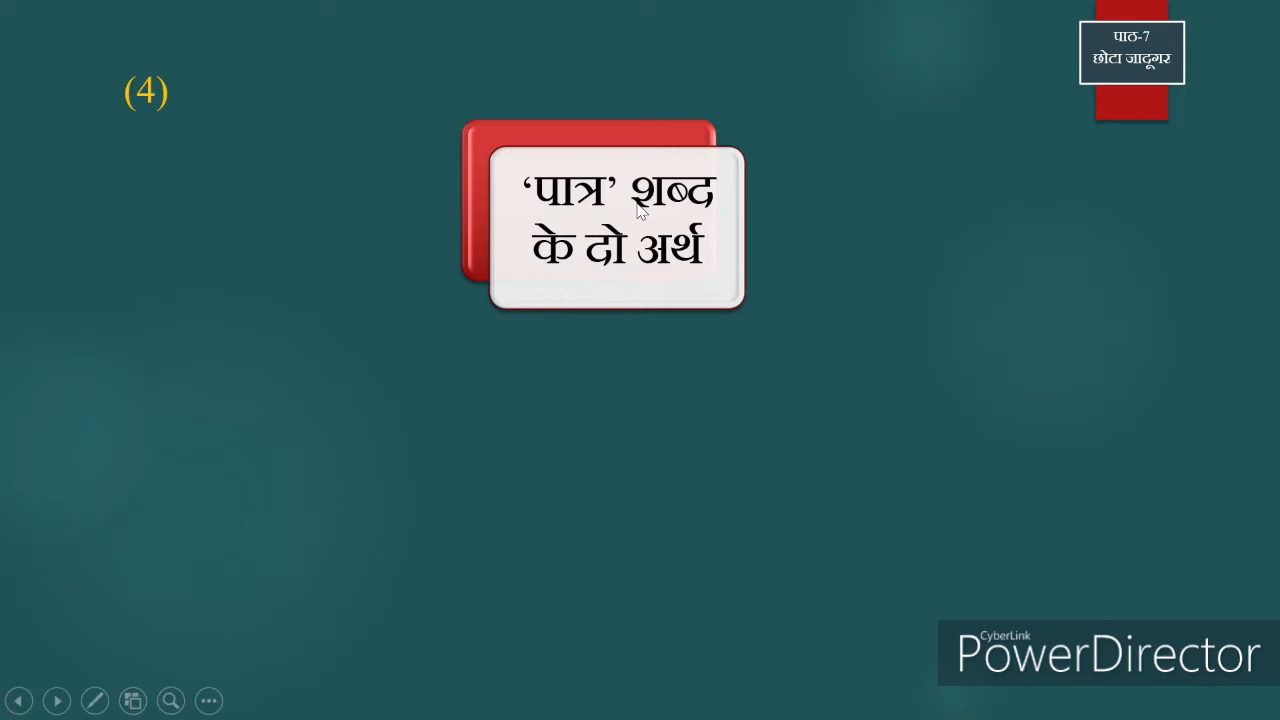 पाठ-7
छोटा जादूगर
(4)
‘पात्र’ शब्द
के दो अर्थ
CyberLink
PowerDirector